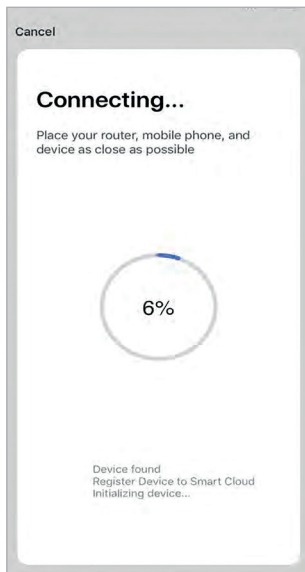 Cancel
Connecting...
Place your router, mobile phone, and
device as close as possible
6%
Device found
Register Device to Smart Cloud
Initializing device...